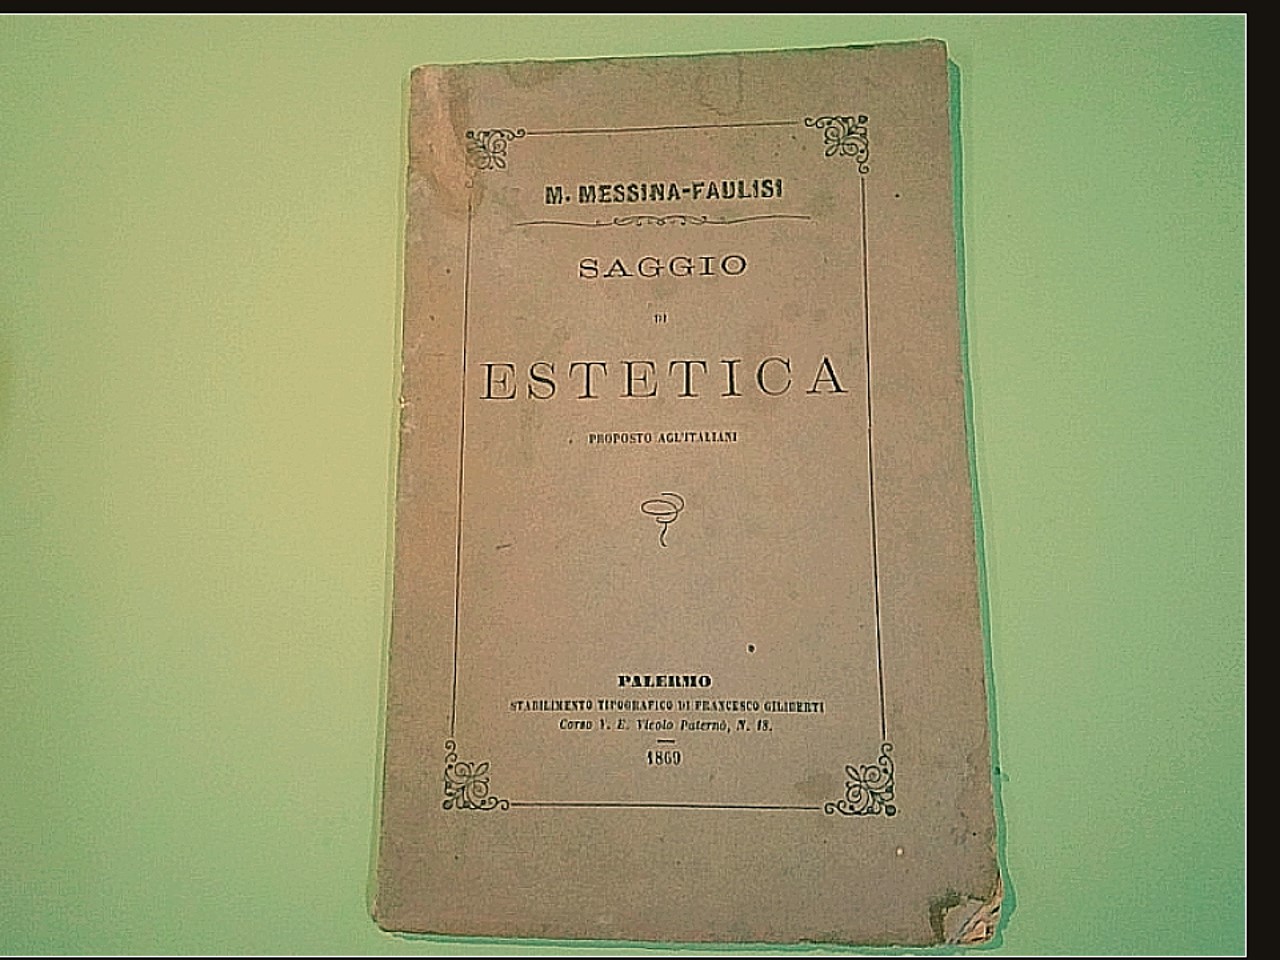 M. MESSINA-FAULISI
SAGGIO
DI
ESTETICA
PROPOSTO AGL'ITALIANI
PALERMO
STABILIMENTO TIPOGRAFICO DI FRANCESCO GILIBERTI
Corso V. E. Vicolo Paternò, N. 18.
1869